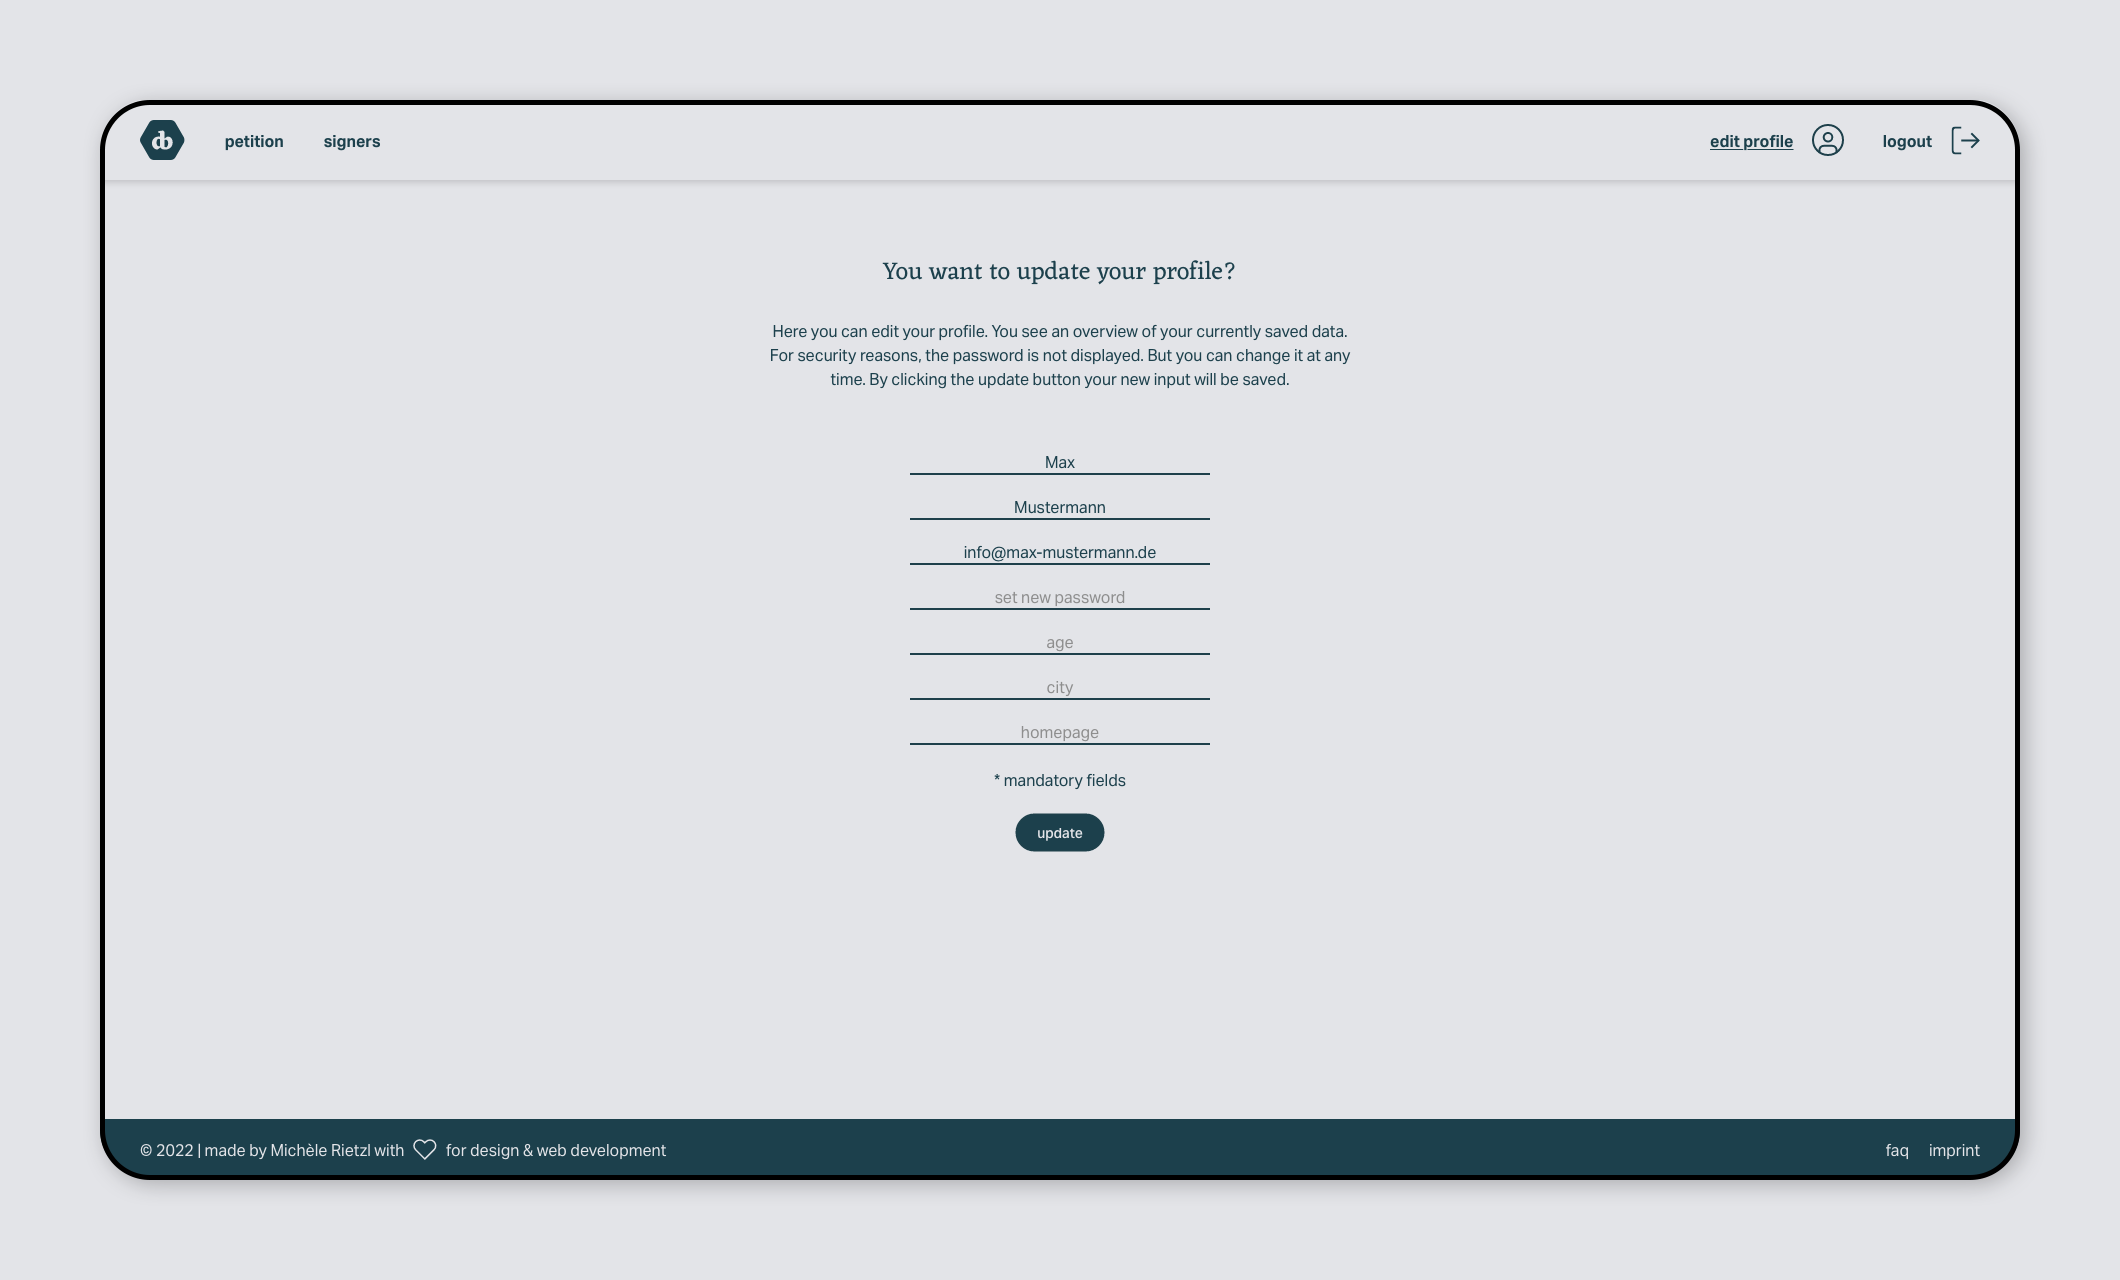 db
petition
signers
edit profile
logout
You want to update your profile?
Here you can edit your profile. You see an overview of your currently saved data.
For security reasons, the password is not displayed. But you can change it at any
time. By clicking the update button your new input will be saved.
Max
Mustermann
info@max-mustermann.de
set new password
age
city
homepage
* mandatory fields
update
© 2022 | made by Michèle Rietzl with for design & web development
faq
imprint